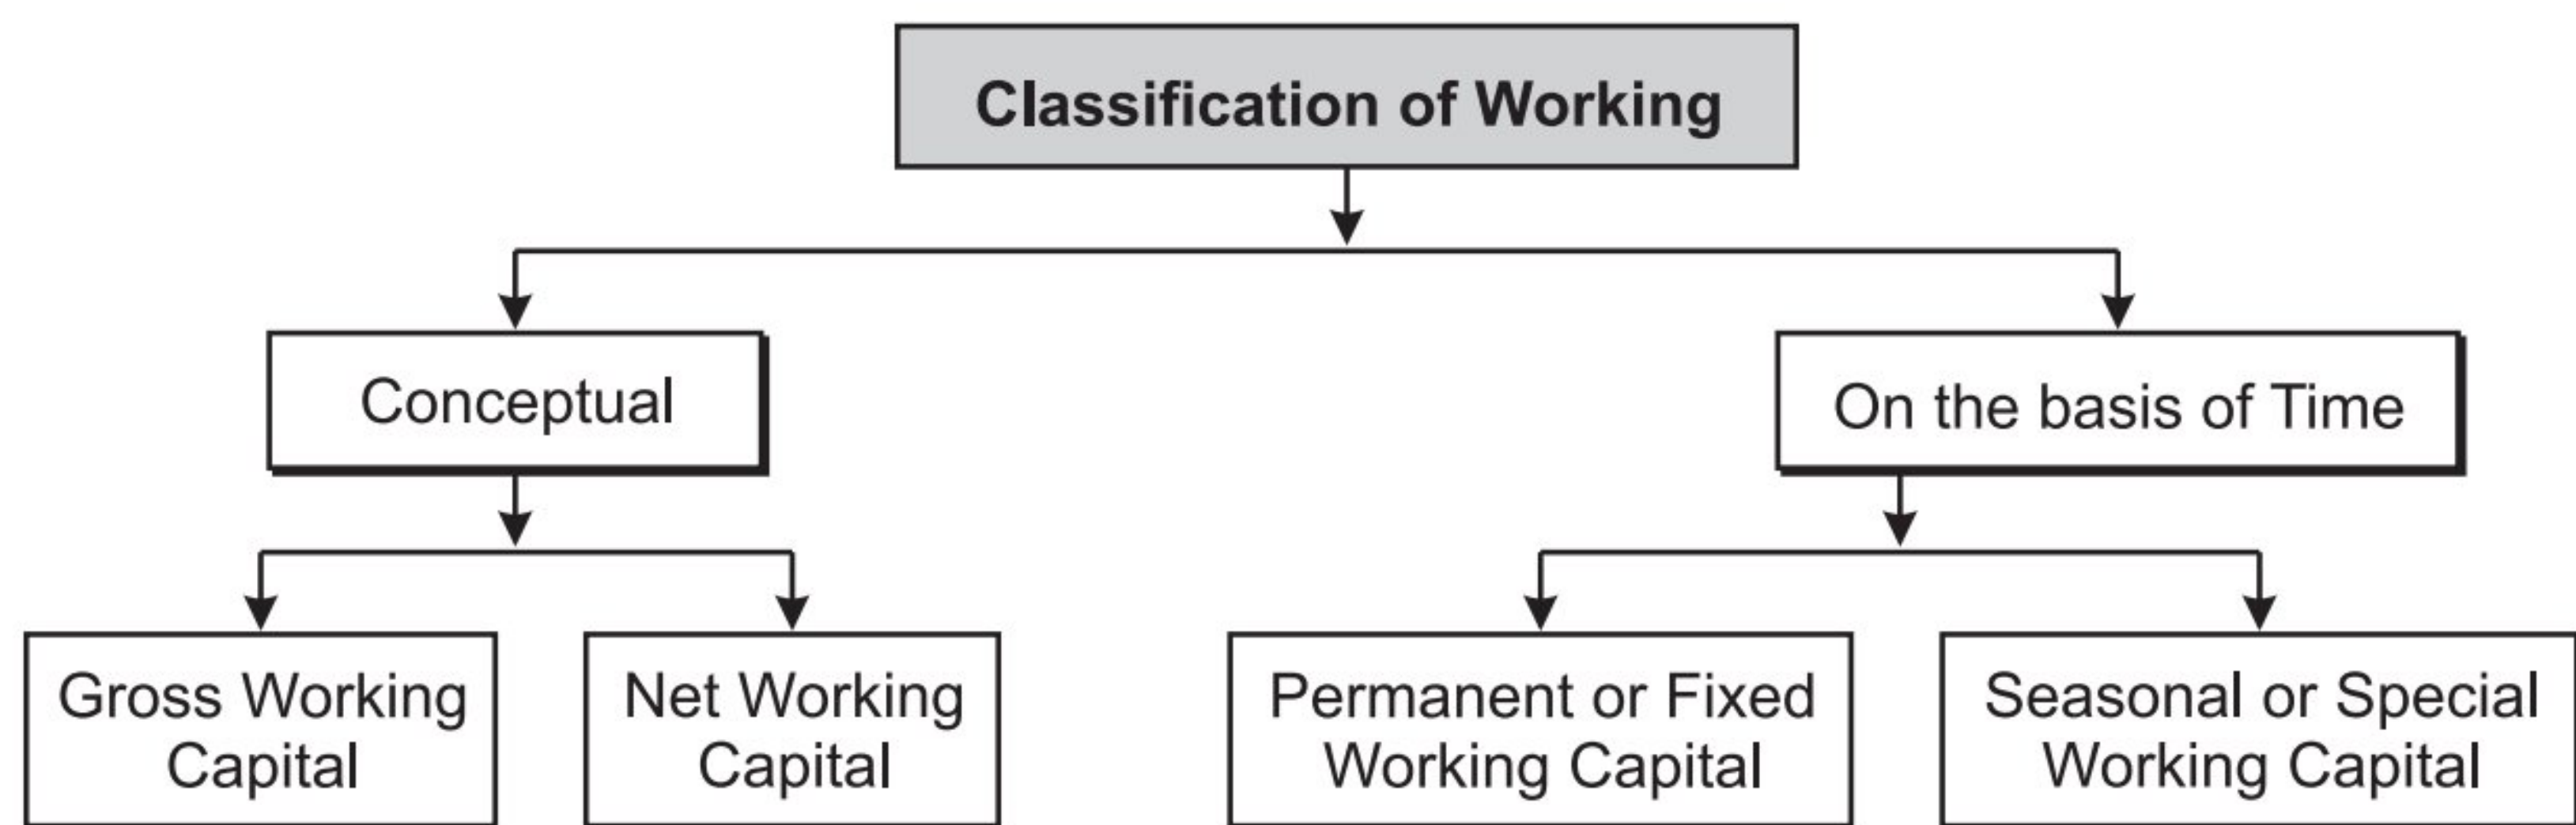 Classification of Working
Conceptual
On the basis of Time
Gross Working
Capital
Net Working
Capital
Permanent or Fixed
Working Capital
Seasonal or Special
Working Capital